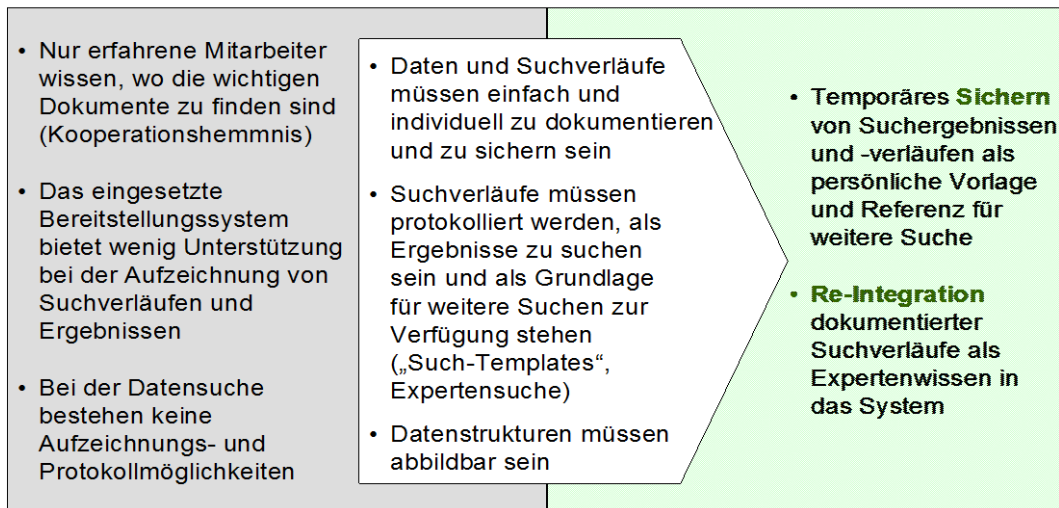 • Nur erfahrene Mitarbeiter
wissen, wo die wichtigen
Dokumente zu finden sind
(Kooperationshemmnis)
• Das eingesetzte
Bereitstellungssystem
bietet wenig Unterstützung
bei der Aufzeichnung von
Suchverläufen und
Ergebnissen
• Bei der Datensuche
bestehen keine
Aufzeichnungs- und
Protokollmöglichkeiten
• Daten und Suchverläufe
müssen einfach und
individuell zu dokumentieren
und zu sichern sein
• Suchverläufe müssen
protokolliert werden, als
Ergebnisse zu suchen
sein und als Grundlage
für weitere Suchen zur
Verfügung stehen
(„Such-Templates“,
Expertensuche)
• Datenstrukturen müssen
abbildbar sein
• Temporäres Sichern
von Suchergebnissen
und -verläufen als
persönliche Vorlage
und Referenz für
weitere Suche
• Re-Integration
dokumentierter
Suchverläufe als
Expertenwissen in
das System